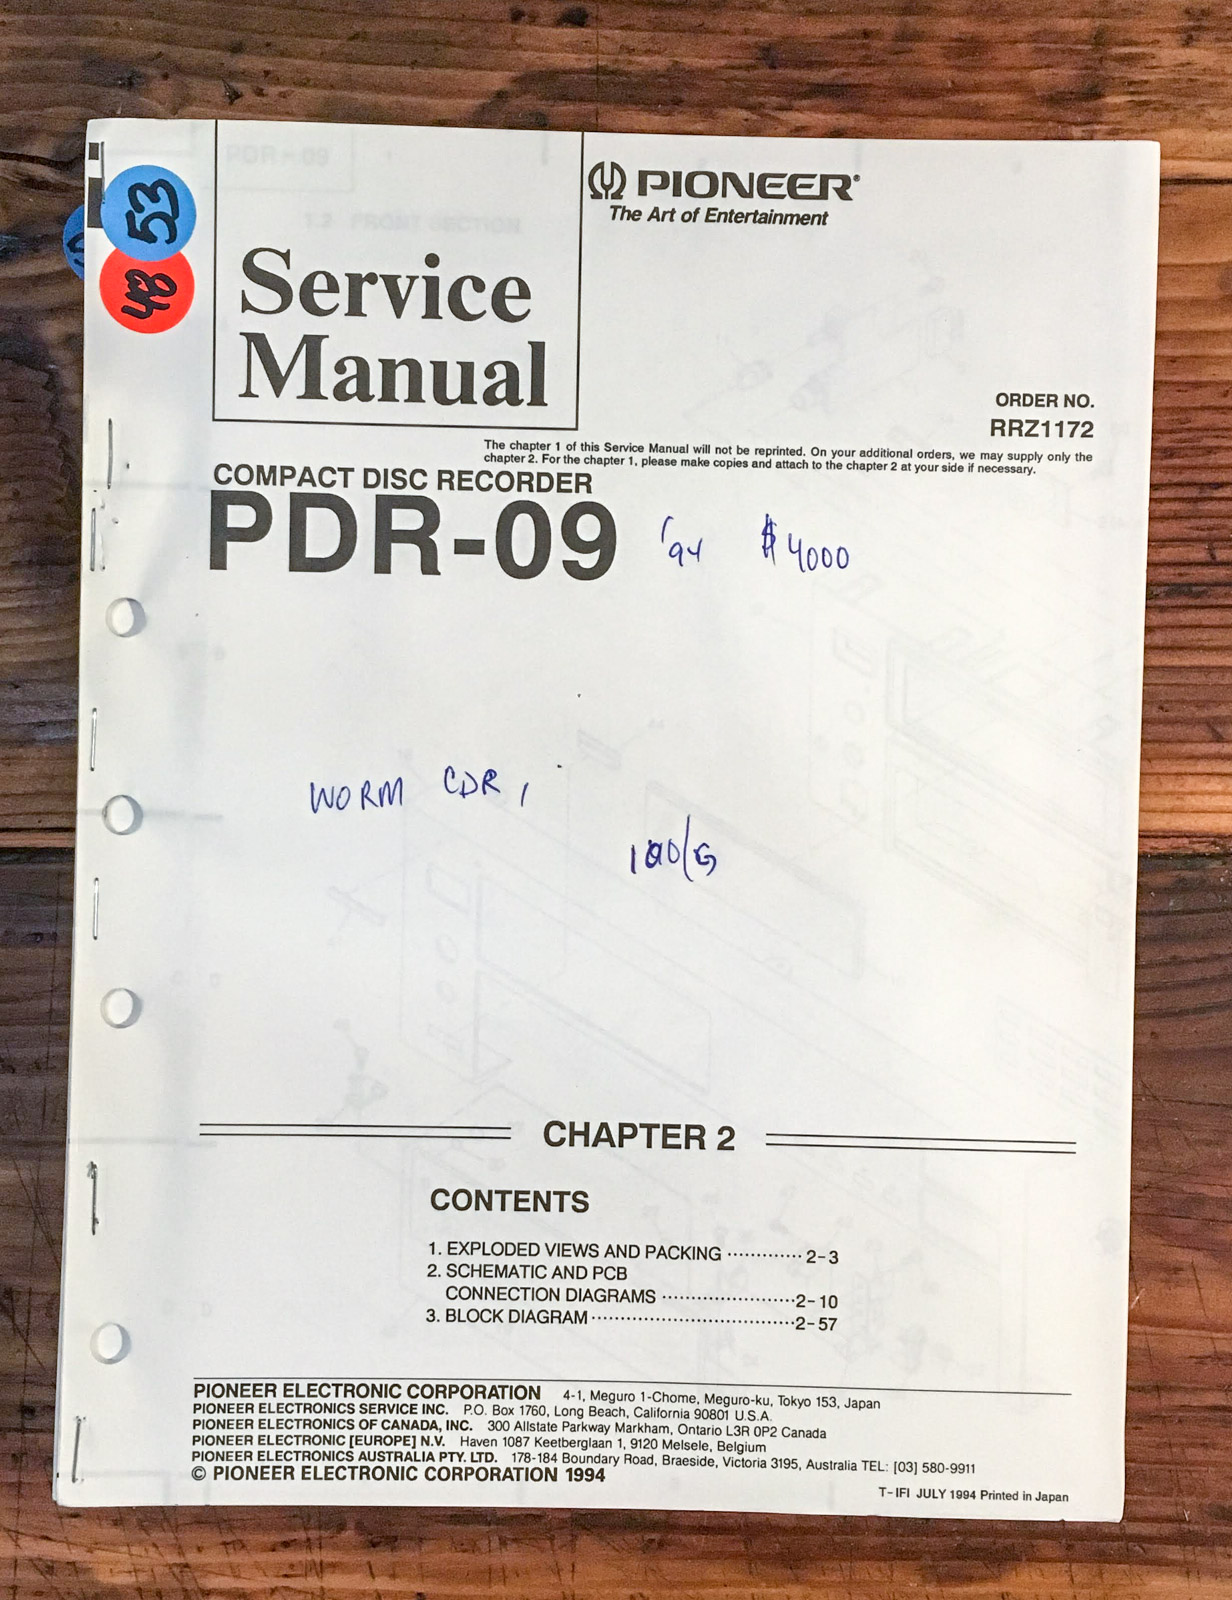 PIONEER®
The Art of Entertainment
53
48
Service
Manual
ORDER NO.
RRZ1172
The chapter 1 of this Service Manual will not be reprinted. On your additional orders, we may supply only the
chapter 2. For the chapter 1, please make copies and attach to the chapter 2 at your side if necessary.
COMPACT DISC RECORDER
PDR-09 '94 $4000
WORM CDR,
100/G
CHAPTER 2
CONTENTS
1. EXPLODED VIEWS AND PACKING ············· 2-3
2. SCHEMATIC AND PCB
CONNECTION DIAGRAMS ·······················2-10
3. BLOCK DIAGRAM ···································2-57
PIONEER ELECTRONIC CORPORATION 4-1, Meguro 1-Chome, Meguro-ku, Tokyo 153, Japan
PIONEER ELECTRONICS SERVICE INC. P.O. Box 1760, Long Beach, California 90801 U.S.A.
PIONEER ELECTRONICS OF CANADA, INC. 300 Allstate Parkway Markham, Ontario L3R 0P2 Canada
PIONEER ELECTRONIC [EUROPE] N.V. Haven 1087 Keetberglaan 1, 9120 Melsele, Belgium
PIONEER ELECTRONICS AUSTRALIA PTY. LTD. 178-184 Boundary Road, Braeside, Victoria 3195, Australia TEL: [03] 580-9911
© PIONEER ELECTRONIC CORPORATION 1994
T-IFI JULY 1994 Printed in Japan